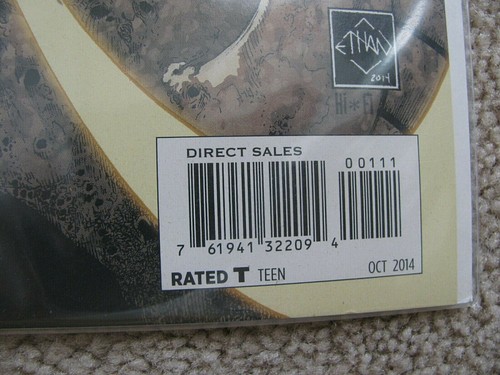 ETHAN
2014
DIRECT SALES
00111
7 61941 32209 4
RATED T TEEN
OCT 2014